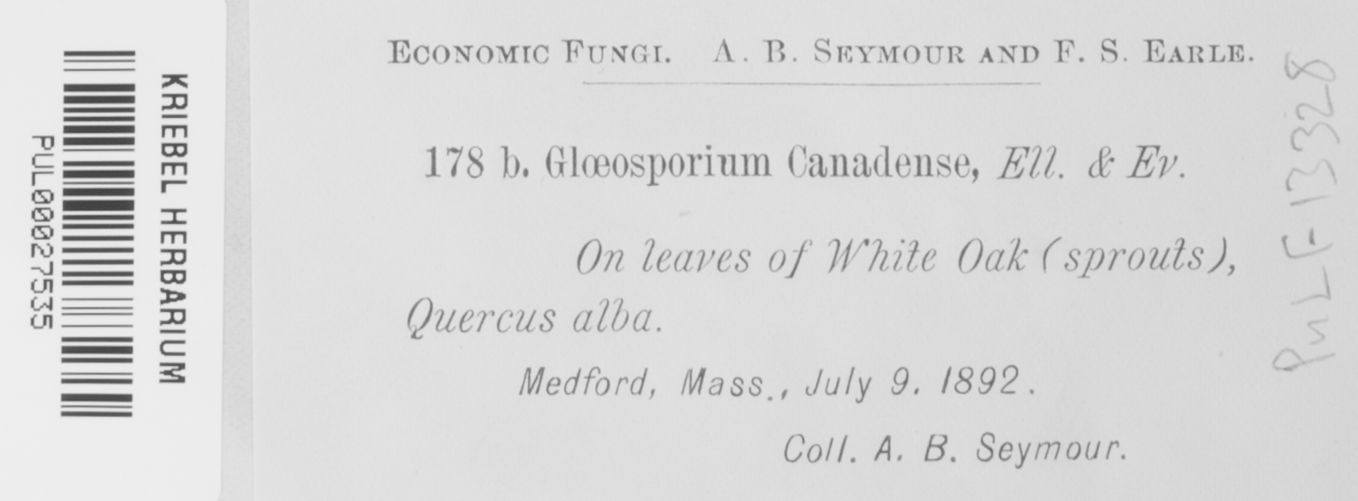 KRIEBEL HERBARIUM
PUL00027535
ECONOMIC FUNGI. A. B. SEYMOUR AND F. S. EARLE.
178 b. Glœosporium Canadense, Ell. & Ev.
On leaves of White Oak (sprouts),
Quercus alba.
Medford, Mass., July 9. 1892.
Coll. A. B. Seymour.
PUL F13328